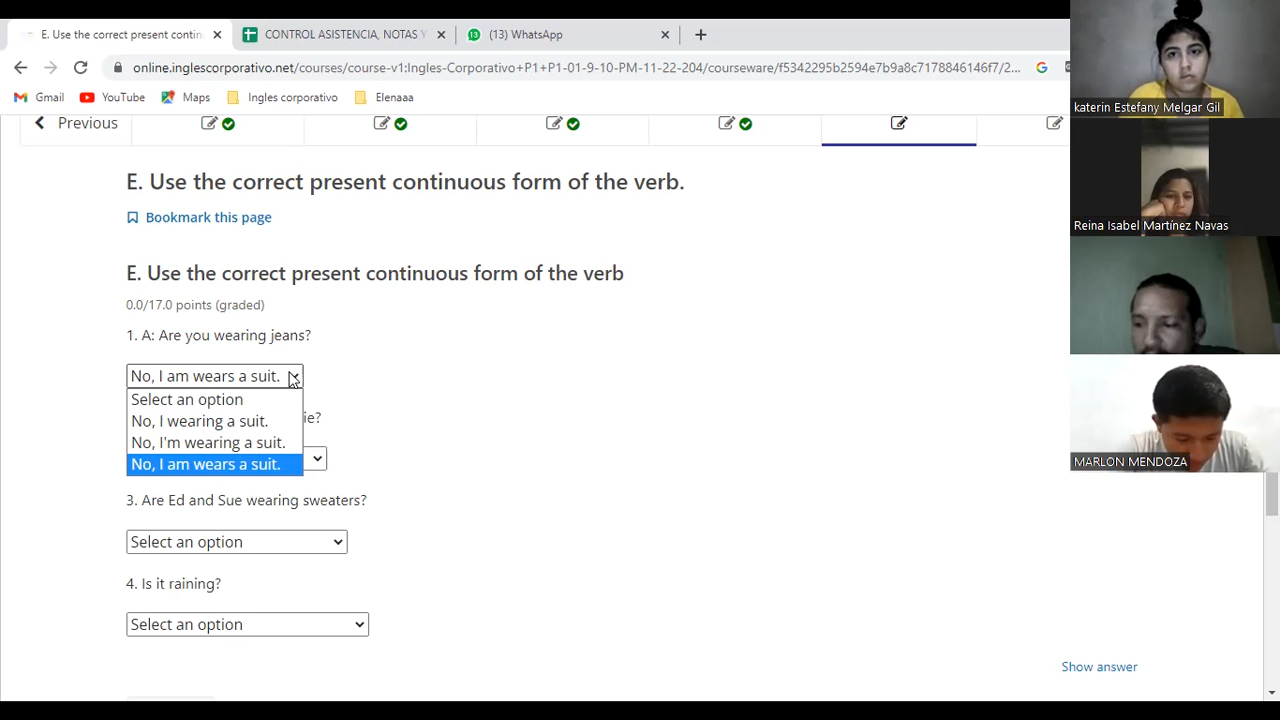 E. Use the correct present contin
CONTROL ASISTENCIA, NOTAS Y
(13) WhatsApp
online.inglescorporativo.net/courses/course-v1:Ingles-Corporativo+P1+P1-01-9-10-PM-11-22-204/courseware/f5342295b2594e7b9a8c7178846146f7/2...
Gmail YouTube Maps Ingles corporativo Elenaaa
Previous
E. Use the correct present continuous form of the verb.
Bookmark this page
E. Use the correct present continuous form of the verb
0.0/17.0 points (graded)
1. A: Are you wearing jeans?
No, I am wears a suit.
Select an option
No, I wearing a suit.
ie?
No, I'm wearing a suit.
No, I am wears a suit.
3. Are Ed and Sue wearing sweaters?
Select an option
4. Is it raining?
Select an option
Show answer
katerin Estefany Melgar Gil
Reina Isabel Martínez Navas
MARLON MENDOZA